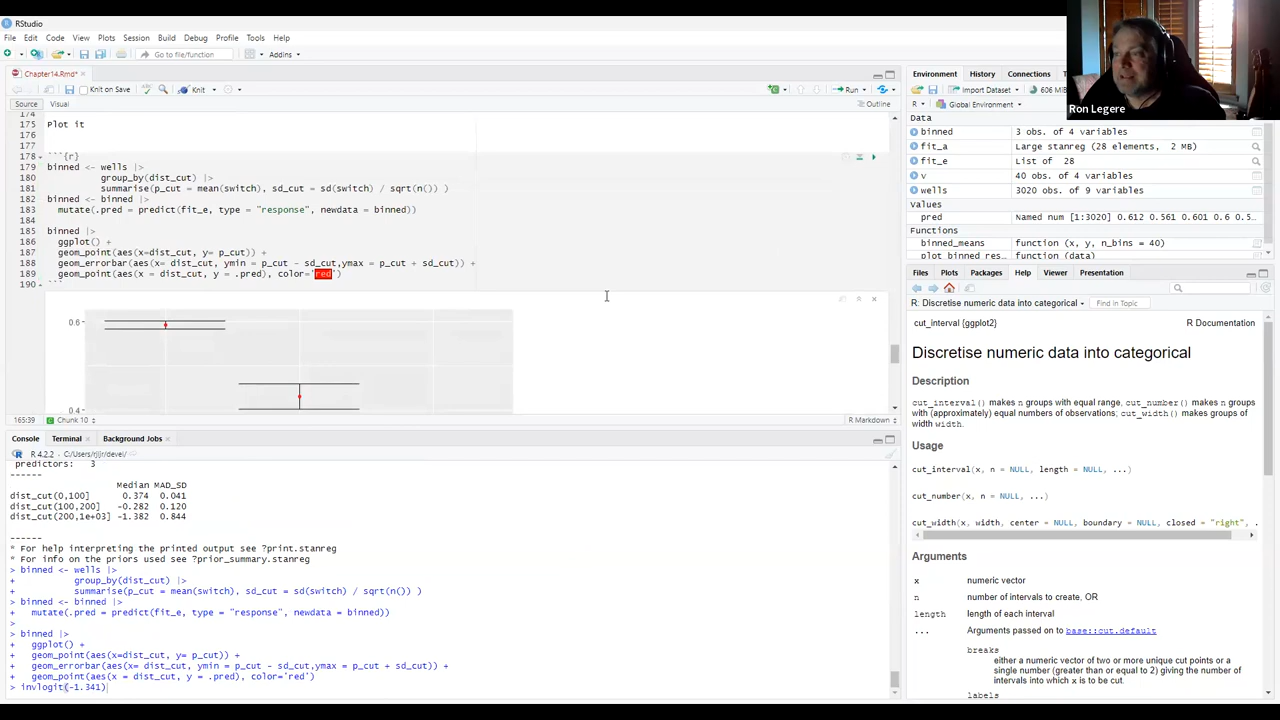 RStudio
File Edit Code View Plots Session Build Debug Profile Tools Help
Go to file/function
Addins
Chapter14.Rmd*
Knit on Save
Knit
Run
Source Visual
Outline
174
175 Plot it
176
177
178 ```{r}
179 binned <- wells |>
180 group_by(dist_cut) |>
181 summarise(p_cut = mean(switch), sd_cut = sd(switch) / sqrt(n()) )
182 binned <- binned |>
183 mutate(.pred = predict(fit_e, type = "response", newdata = binned))
184
185 binned |>
186 ggplot() +
187 geom_point(aes(x=dist_cut, y= p_cut)) +
188 geom_errorbar(aes(x= dist_cut, ymin = p_cut - sd_cut,ymax = p_cut + sd_cut)) +
189 geom_point(aes(x = dist_cut, y = .pred), color='red')
190 ```
0.6
0.4
165:39 Chunk 10 R Markdown
Console Terminal Background Jobs
R 4.2.2 · C:/Users/rjljr/devel/
predictors: 3
------
Median MAD_SD
dist_cut(0,100] 0.374 0.041
dist_cut(100,200] -0.282 0.120
dist_cut(200,1e+03] -1.382 0.844
------
* For help interpreting the printed output see ?print.stanreg
* For info on the priors used see ?prior_summary.stanreg
> binned <- wells |>
+ group_by(dist_cut) |>
+ summarise(p_cut = mean(switch), sd_cut = sd(switch) / sqrt(n()) )
> binned <- binned |>
+ mutate(.pred = predict(fit_e, type = "response", newdata = binned))
>
> binned |>
+ ggplot() +
+ geom_point(aes(x=dist_cut, y= p_cut)) +
+ geom_errorbar(aes(x= dist_cut, ymin = p_cut - sd_cut,ymax = p_cut + sd_cut)) +
+ geom_point(aes(x = dist_cut, y = .pred), color='red')
> invlogit(-1.341)
Environment History Connections
Import Dataset 606 MiB
R Global Environment
Data
binned 3 obs. of 4 variables
fit_a Large stanreg (28 elements, 2 MB)
fit_e List of 28
v 40 obs. of 4 variables
wells 3020 obs. of 9 variables
Values
pred Named num [1:3020] 0.612 0.561 0.601 0.6 0.5...
Functions
binned_means function (x, y, n_bins = 40)
function (data)
Files Plots Packages Help Viewer Presentation
R: Discretise numeric data into categorical Find in Topic
cut_interval {ggplot2} R Documentation
Discretise numeric data into categorical
Description
cut_interval() makes n groups with equal range, cut_number() makes n groups
with (approximately) equal numbers of observations; cut_width() makes groups of
width width.
Usage
cut_interval(x, n = NULL, length = NULL, ...)
cut_number(x, n = NULL, ...)
cut_width(x, width, center = NULL, boundary = NULL, closed = "right", .
Arguments
x numeric vector
n number of intervals to create, OR
length length of each interval
... Arguments passed on to base::cut.default
breaks
either a numeric vector of two or more unique cut points or a
single number (greater than or equal to 2) giving the number of
intervals into which x is to be cut.
labels
Ron Legere